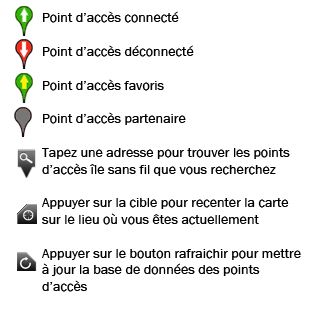 Point d'accès connecté
Point d'accès déconnecté
Point d'accès favoris
Point d'accès partenaire
Tapez une adresse pour trouver les points
d'accès île sans fil que vous recherchez
Appuyer sur la cible pour recenter la carte
sur le lieu où vous êtes actuellement
Appuyer sur le bouton rafraichir pour mettre
à jour la base de données des points
d'accès